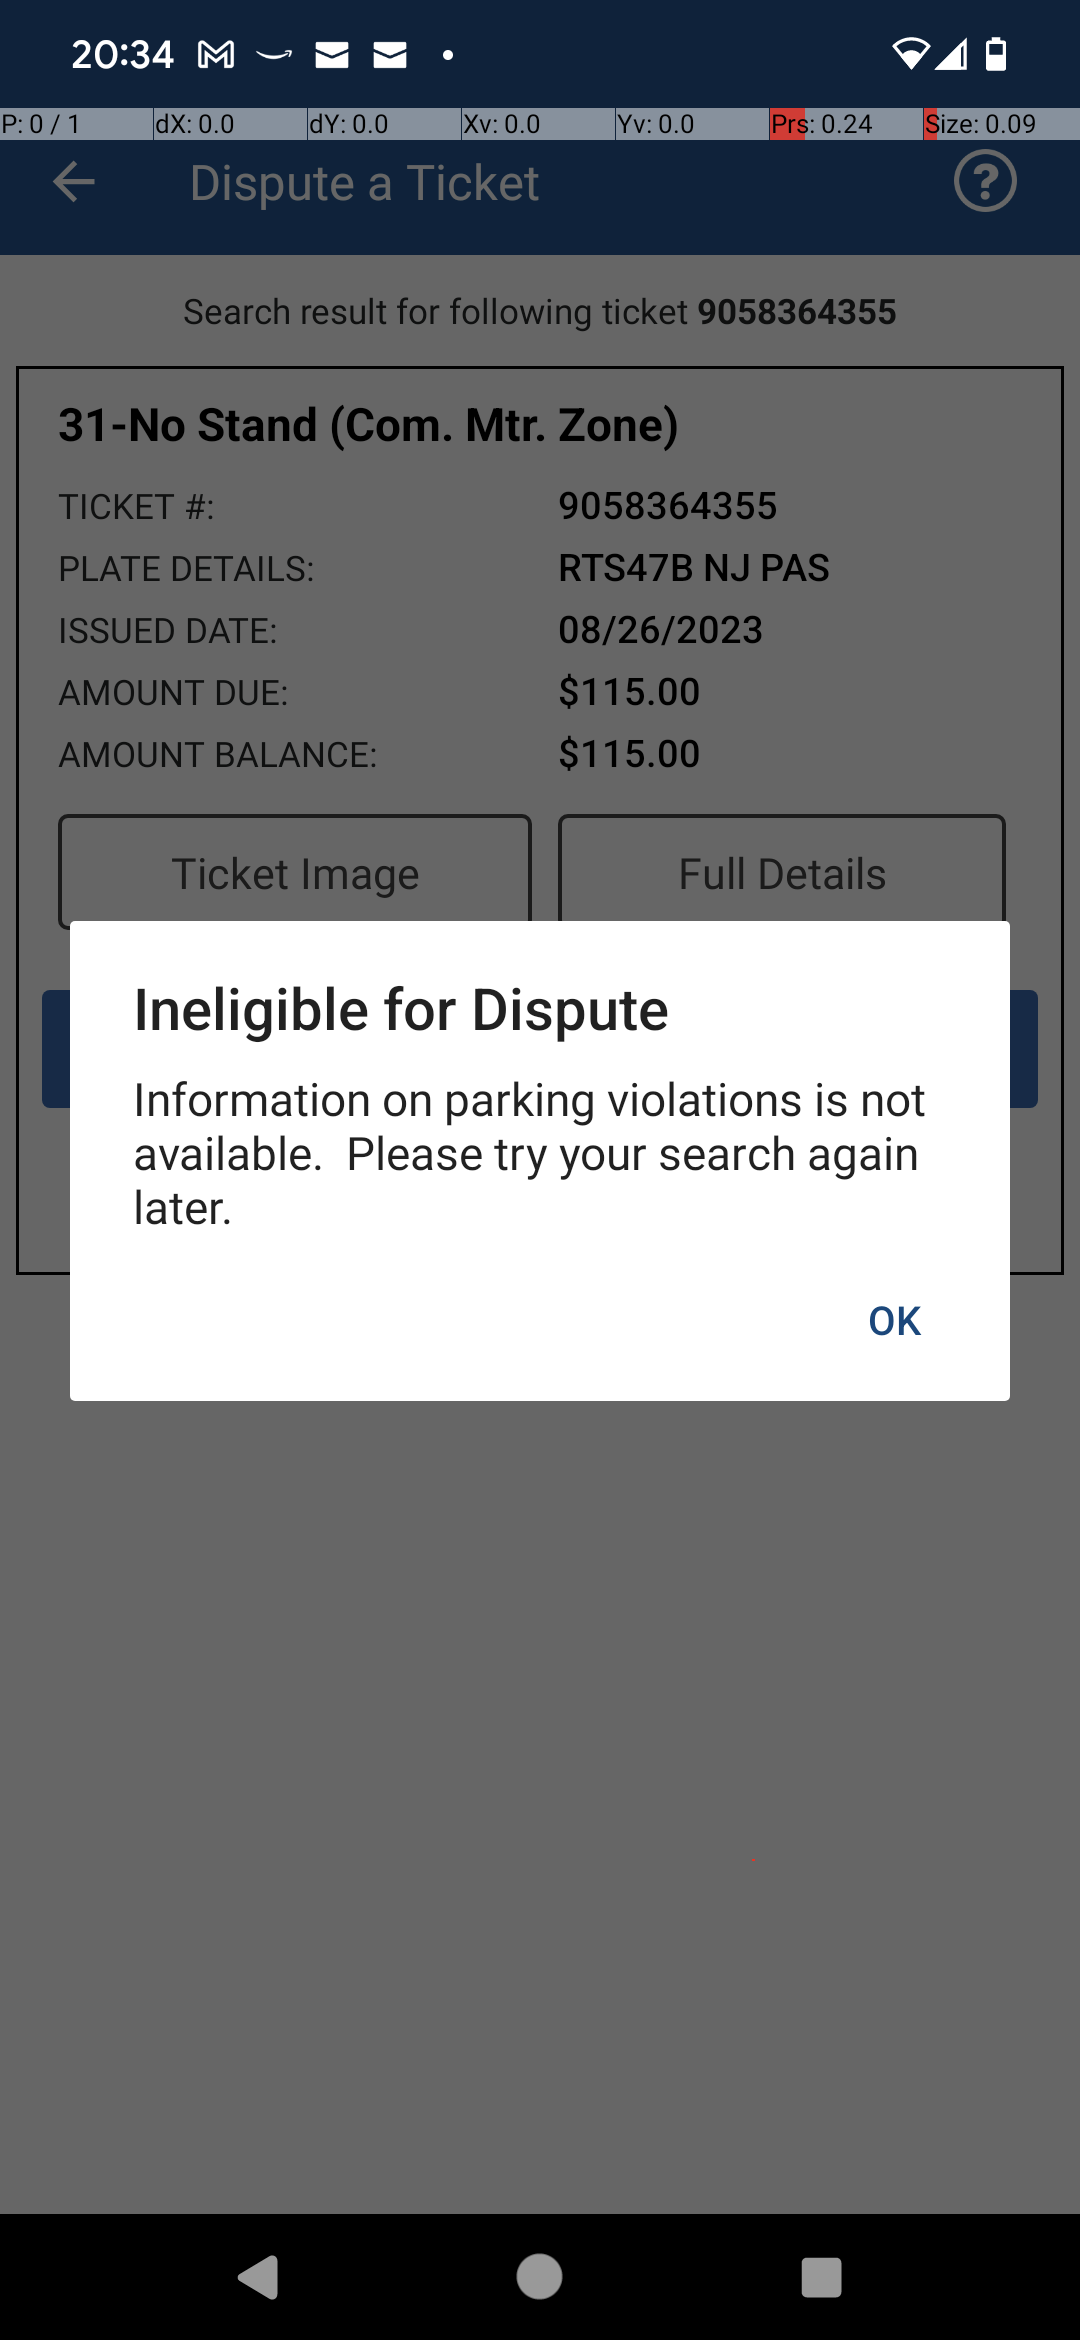 20:34
P: 0 / 1 dX: 0.0 dY: 0.0 Xv: 0.0 Yv: 0.0 Prs: 0.24 Size: 0.09
Dispute a Ticket
Search result for following ticket 9058364355
31-No Stand (Com. Mtr. Zone)
TICKET #: 9058364355
PLATE DETAILS: RTS47B NJ PAS
ISSUED DATE: 08/26/2023
AMOUNT DUE: $115.00
AMOUNT BALANCE: $115.00
Ticket Image Full Details
Ineligible for Dispute
Information on parking violations is not
available.  Please try your search again
later.
OK